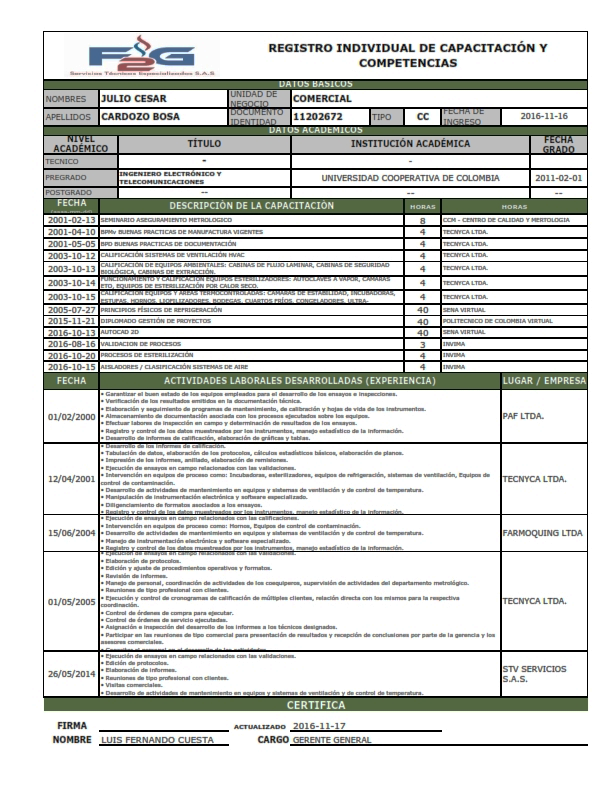 F2G
Servicios Técnicos Especializados S.A.S
REGISTRO INDIVIDUAL DE CAPACITACIÓN Y
COMPETENCIAS
DATOS BASICOS
NOMBRES JULIO CESAR UNIDAD DE NEGOCIO COMERCIAL
APELLIDOS CARDOZO BOSA DOCUMENTO IDENTIDAD 11202672 TIPO CC FECHA DE INGRESO 2016-11-16
DATOS ACADEMICOS
NIVEL ACADÉMICO TÍTULO INSTITUCIÓN ACADÉMICA FECHA GRADO
TECNICO - -
PREGRADO INGENIERO ELECTRÓNICO Y TELECOMUNICACIONES UNIVERSIDAD COOPERATIVA DE COLOMBIA 2011-02-01
POSTGRADO -- -- --
FECHA DESCRIPCIÓN DE LA CAPACITACIÓN HORAS HORAS
2001-02-13 SEMINARIO ASEGURAMIENTO METROLOGICO 8 CCM - CENTRO DE CALIDAD Y MERTOLOGIA
2001-04-10 BPMv BUENAS PRACTICAS DE MANUFACTURA VIGENTES 4 TECNYCA LTDA.
2001-05-05 BPD BUENAS PRACTICAS DE DOCUMENTACIÓN 4 TECNYCA LTDA.
2003-10-12 CALIFICACIÓN SISTEMAS DE VENTILACIÓN HVAC 4 TECNYCA LTDA.
2003-10-13 CALIFICACIÓN DE EQUIPOS AMBIENTALES: CABINAS DE FLUJO LAMINAR, CABINAS DE SEGURIDAD BIOLÓGICA, CABINAS DE EXTRACCIÓN. 4 TECNYCA LTDA.
2003-10-14 FUNCIONAMIENTO Y CALIFICACIÓN EQUIPOS ESTERILIZADORES: AUTOCLAVES A VAPOR, CAMARAS ETO, EQUIPOS DE ESTERILIZACIÓN POR CALOR SECO. 4 TECNYCA LTDA.
2003-10-15 CALIFICACIÓN EQUIPOS Y AREAS TERMOCONTROLADAS: CAMARAS DE ESTABILIDAD, INCUBADORAS, ESTUFAS, HORNOS, LIOFILIZADORES, BODEGAS, CUARTOS FRÍOS, CONGELADORES, ULTRA- 4 TECNYCA LTDA.
2005-07-27 PRINCIPIOS FÍSICOS DE REFRIGERACIÓN 40 SENA VIRTUAL
2015-11-21 DIPLOMADO GESTIÓN DE PROYECTOS 40 POLITECNICO DE COLOMBIA VIRTUAL
2016-10-13 AUTOCAD 2D 40 SENA VIRTUAL
2016-08-16 VALIDACION DE PROCESOS 3 INVIMA
2016-10-20 PROCESOS DE ESTERILIZACIÓN 4 INVIMA
2016-10-15 AISLADORES / CLASIFICACIÓN SISTEMAS DE AIRE 4 INVIMA
FECHA ACTIVIDADES LABORALES DESARROLLADAS (EXPERIENCIA) LUGAR / EMPRESA
01/02/2000 PAF LTDA.
• Garantizar el buen estado de los equipos empleados para el desarrollo de los ensayos e inspecciones.
• Verificación de los resultados emitidos en la documentación técnica.
• Elaboración y seguimiento de programas de mantenimiento, de calibración y hojas de vida de los instrumentos.
• Almacenamiento de documentación asociada con los procesos ejecutados sobre los equipos.
• Efectuar labores de inspección en campo y determinación de resultados de los ensayos.
• Registro y control de los datos muestreados por los instrumentos, manejo estadístico de la información.
• Desarrollo de informes de calificación, elaboración de gráficas y tablas.
12/04/2001 TECNYCA LTDA.
• Desarrollo de los informes de calificación.
• Tabulación de datos, elaboración de los protocolos, cálculos estadísticos básicos, elaboración de planos.
• Impresión de los informes, anillado, elaboración de remisiones.
• Ejecución de ensayos en campo relacionados con las validaciones.
• Intervención en equipos de proceso como: Incubadoras, esterilizadores, equipos de refrigeración, sistemas de ventilación, Equipos de
control de contaminación.
• Desarrollo de actividades de mantenimiento en equipos y sistemas de ventilación y de control de temperatura.
• Manipulación de instrumentación electrónica y software especializado.
• Diligenciamiento de formatos asociados a los ensayos.
• Registro y control de los datos muestreados por los instrumentos, manejo estadístico de la información.
15/06/2004 FARMOQUING LTDA
• Ejecución de ensayos en campo relacionados con las calificaciones.
• Intervención en equipos de proceso como: Hornos, Equipos de control de contaminación.
• Desarrollo de actividades de mantenimiento en equipos y sistemas de ventilación y de control de temperatura.
• Manejo de instrumentación electrónica y software especializado.
• Registro y control de los datos muestreados por los instrumentos, manejo estadístico de la información.
01/05/2005 TECNYCA LTDA.
• Ejecución de ensayos en campo relacionados con las validaciones.
• Elaboración de protocolos.
• Edición y ajuste de procedimientos operativos y formatos.
• Revisión de informes.
• Manejo de personal, coordinación de actividades de los coequiperos, supervisión de actividades del departamento metrológico.
• Reuniones de tipo profesional con clientes.
• Ejecución y control de cronogramas de calificación de múltiples clientes, relación directa con los mismos para la respectiva
coordinación.
• Control de órdenes de compra para ejecutar.
• Control de órdenes de servicio ejecutadas.
• Asignación e inspección del desarrollo de los informes a los técnicos designados.
• Participar en las reuniones de tipo comercial para presentación de resultados y recepción de conclusiones por parte de la gerencia y los
asesores comerciales.
26/05/2014 STV SERVICIOS S.A.S.
• Ejecución de ensayos en campo relacionados con las validaciones.
• Edición de protocolos.
• Elaboración de informes.
• Reuniones de tipo profesional con clientes.
• Visitas comerciales.
• Desarrollo de actividades de mantenimiento en equipos y sistemas de ventilación y de control de temperatura.
CERTIFICA
FIRMA ACTUALIZADO 2016-11-17
NOMBRE LUIS FERNANDO CUESTA CARGO GERENTE GENERAL